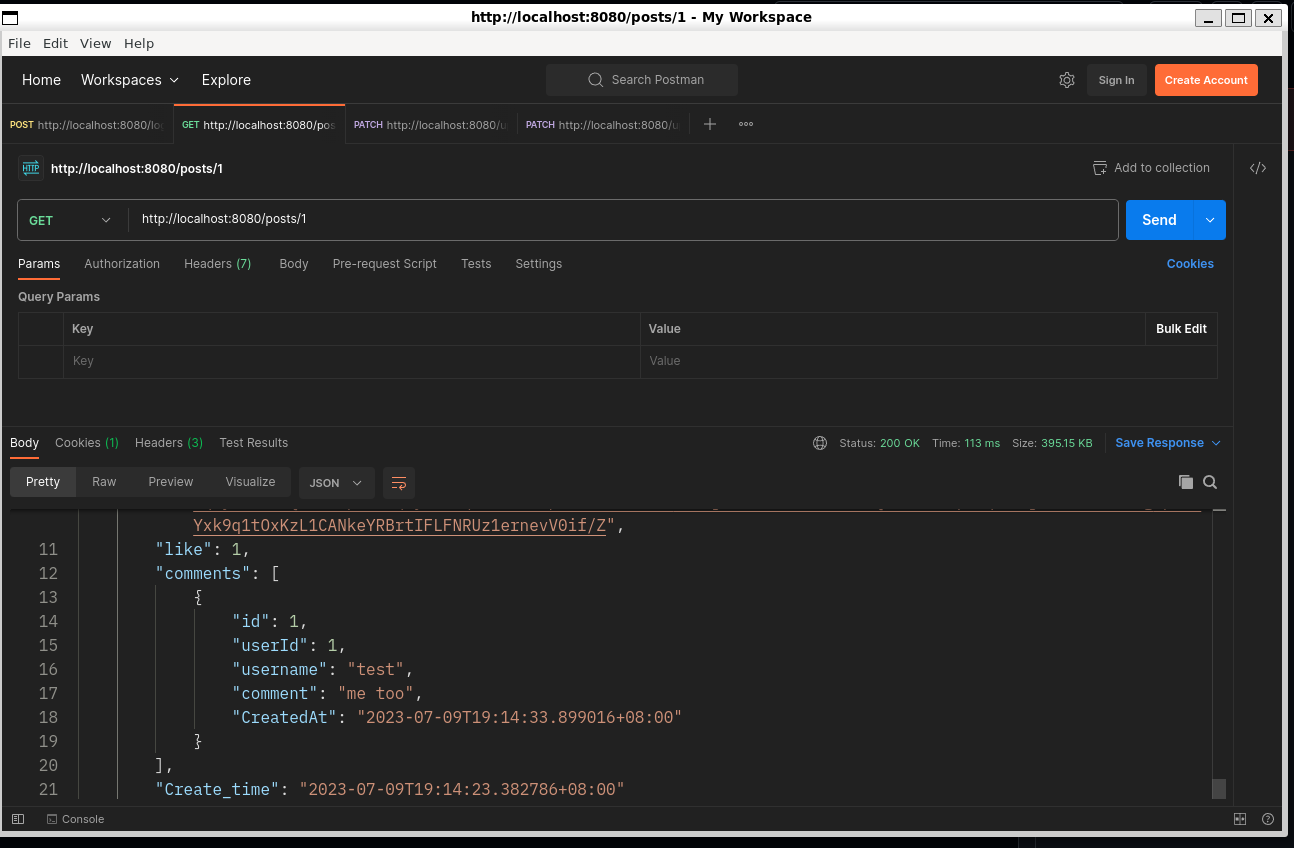 http://localhost:8080/posts/1 - My Workspace
File Edit View Help
Home Workspaces Explore Search Postman Sign In Create Account
POST http://localhost:8080/lo GET http://localhost:8080/pos PATCH http://localhost:8080/u PATCH http://localhost:8080/u
HTTP http://localhost:8080/posts/1 Add to collection
GET http://localhost:8080/posts/1 Send
Params Authorization Headers (7) Body Pre-request Script Tests Settings Cookies
Query Params
Key Value Bulk Edit
Key Value
Body Cookies (1) Headers (3) Test Results Status: 200 OK Time: 113 ms Size: 395.15 KB Save Response
Pretty Raw Preview Visualize JSON
Yxk9q1tOxKzL1CANkeYRBrtIFLFNRUz1ernevV0if/Z",
11 "like": 1,
12 "comments": [
13 {
14 "id": 1,
15 "userId": 1,
16 "username": "test",
17 "comment": "me too",
18 "CreatedAt": "2023-07-09T19:14:33.899016+08:00"
19 }
20 ],
21 "Create_time": "2023-07-09T19:14:23.382786+08:00"
Console